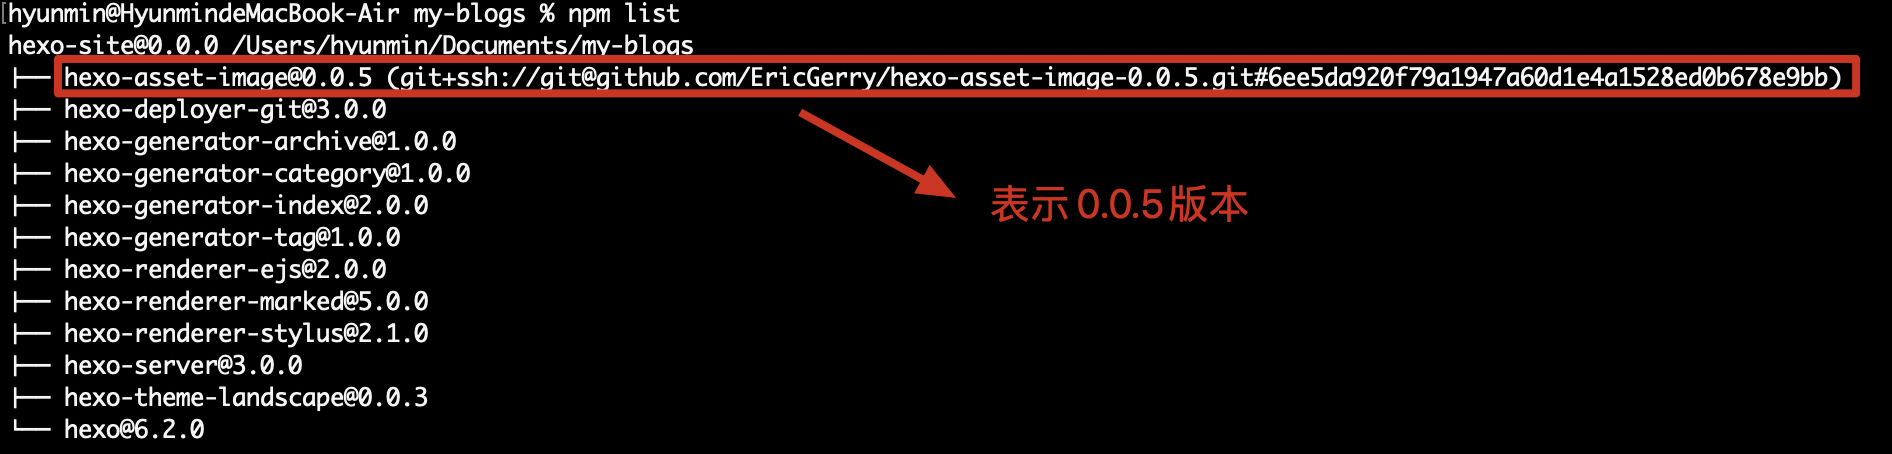 [hyunmin@HyunmindeMacBook-Air my-blogs % npm list
hexo-site@0.0.0 /Users/hyunmin/Documents/my-blogs
├── hexo-asset-image@0.0.5 (git+ssh://git@github.com/EricGerry/hexo-asset-image-0.0.5.git#6ee5da920f79a1947a60d1e4a1528ed0b678e9bb)
├── hexo-deployer-git@3.0.0
├── hexo-generator-archive@1.0.0
├── hexo-generator-category@1.0.0
├── hexo-generator-index@2.0.0
├── hexo-generator-tag@1.0.0
├── hexo-renderer-ejs@2.0.0
├── hexo-renderer-marked@5.0.0
├── hexo-renderer-stylus@2.1.0
├── hexo-server@3.0.0
├── hexo-theme-landscape@0.0.3
└── hexo@6.2.0
表示 0.0.5 版本